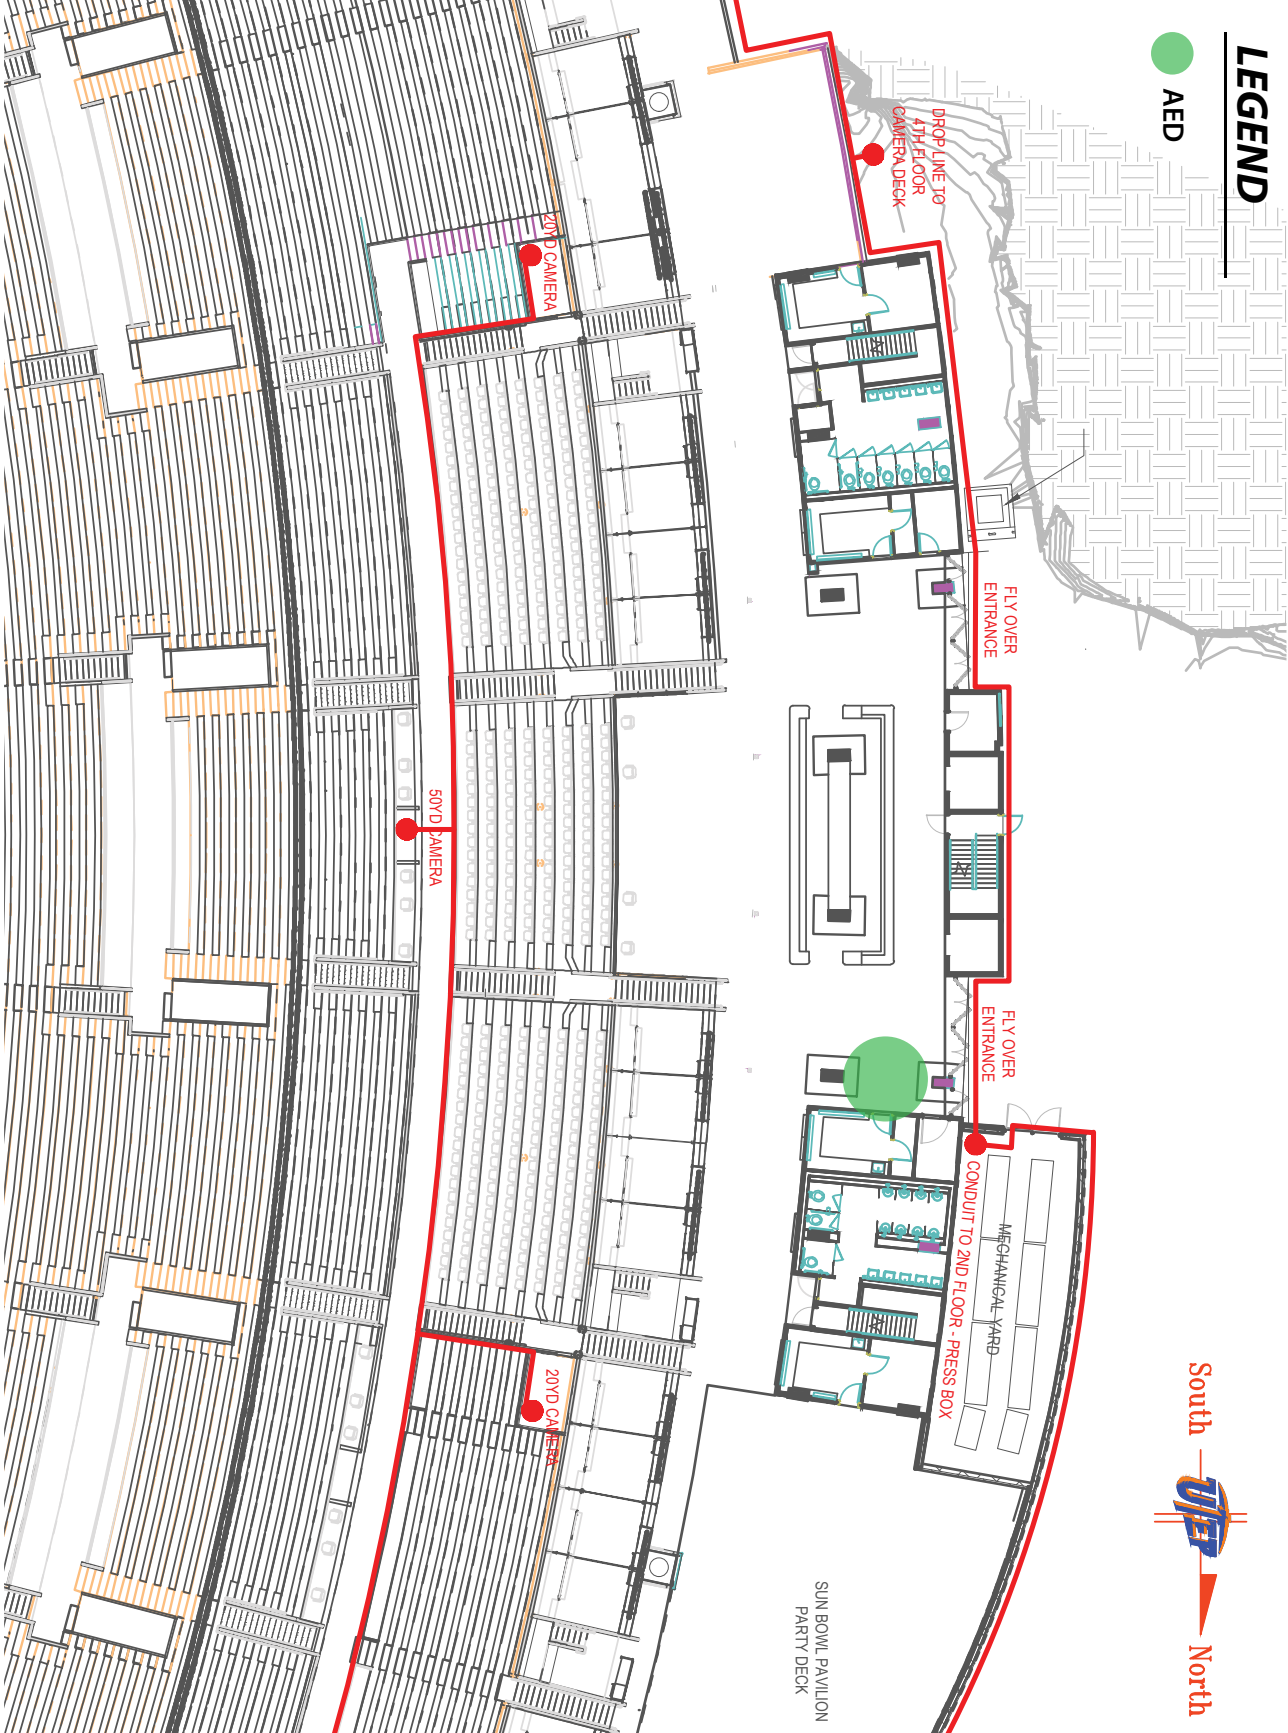 LEGEND
AED
DROP LINE TO
4TH FLOOR
CAMERA DECK
20YD CAMERA
FLY OVER
ENTRANCE
50YD CAMERA
FLY OVER
ENTRANCE
CONDUIT TO 2ND FLOOR - PRESS BOX
MECHANICAL YARD
20YD CAMERA
South
UTEP
North
SUN BOWL PAVILION
PARTY DECK